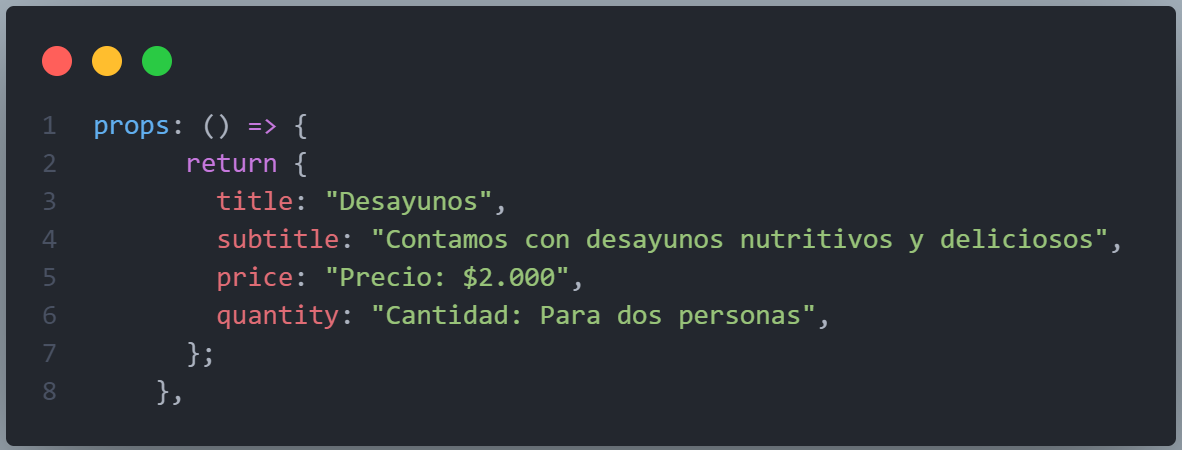 1 props: () => {
2 return {
3 title: "Desayunos",
4 subtitle: "Contamos con desayunos nutritivos y deliciosos",
5 price: "Precio: $2.000",
6 quantity: "Cantidad: Para dos personas",
7 };
8 },